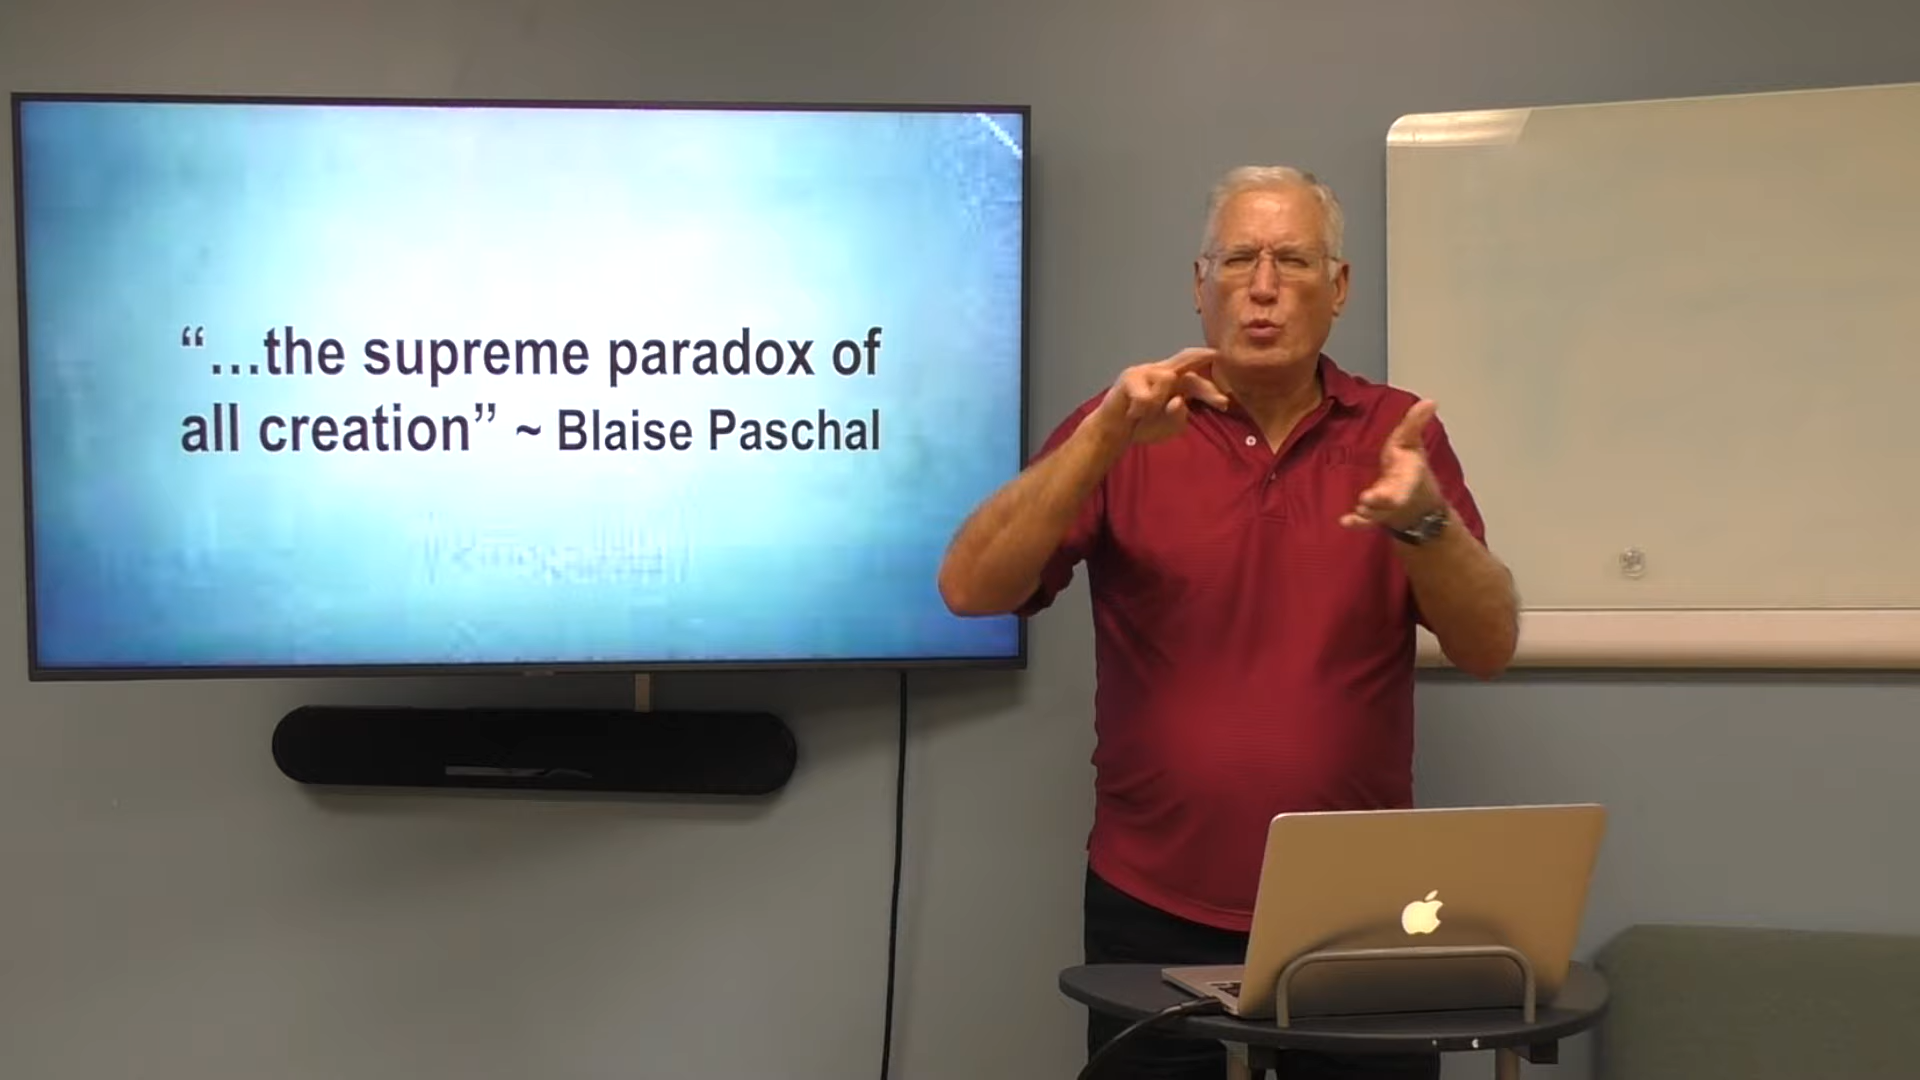 “...the supreme paradox of
all creation” ~ Blaise Paschal